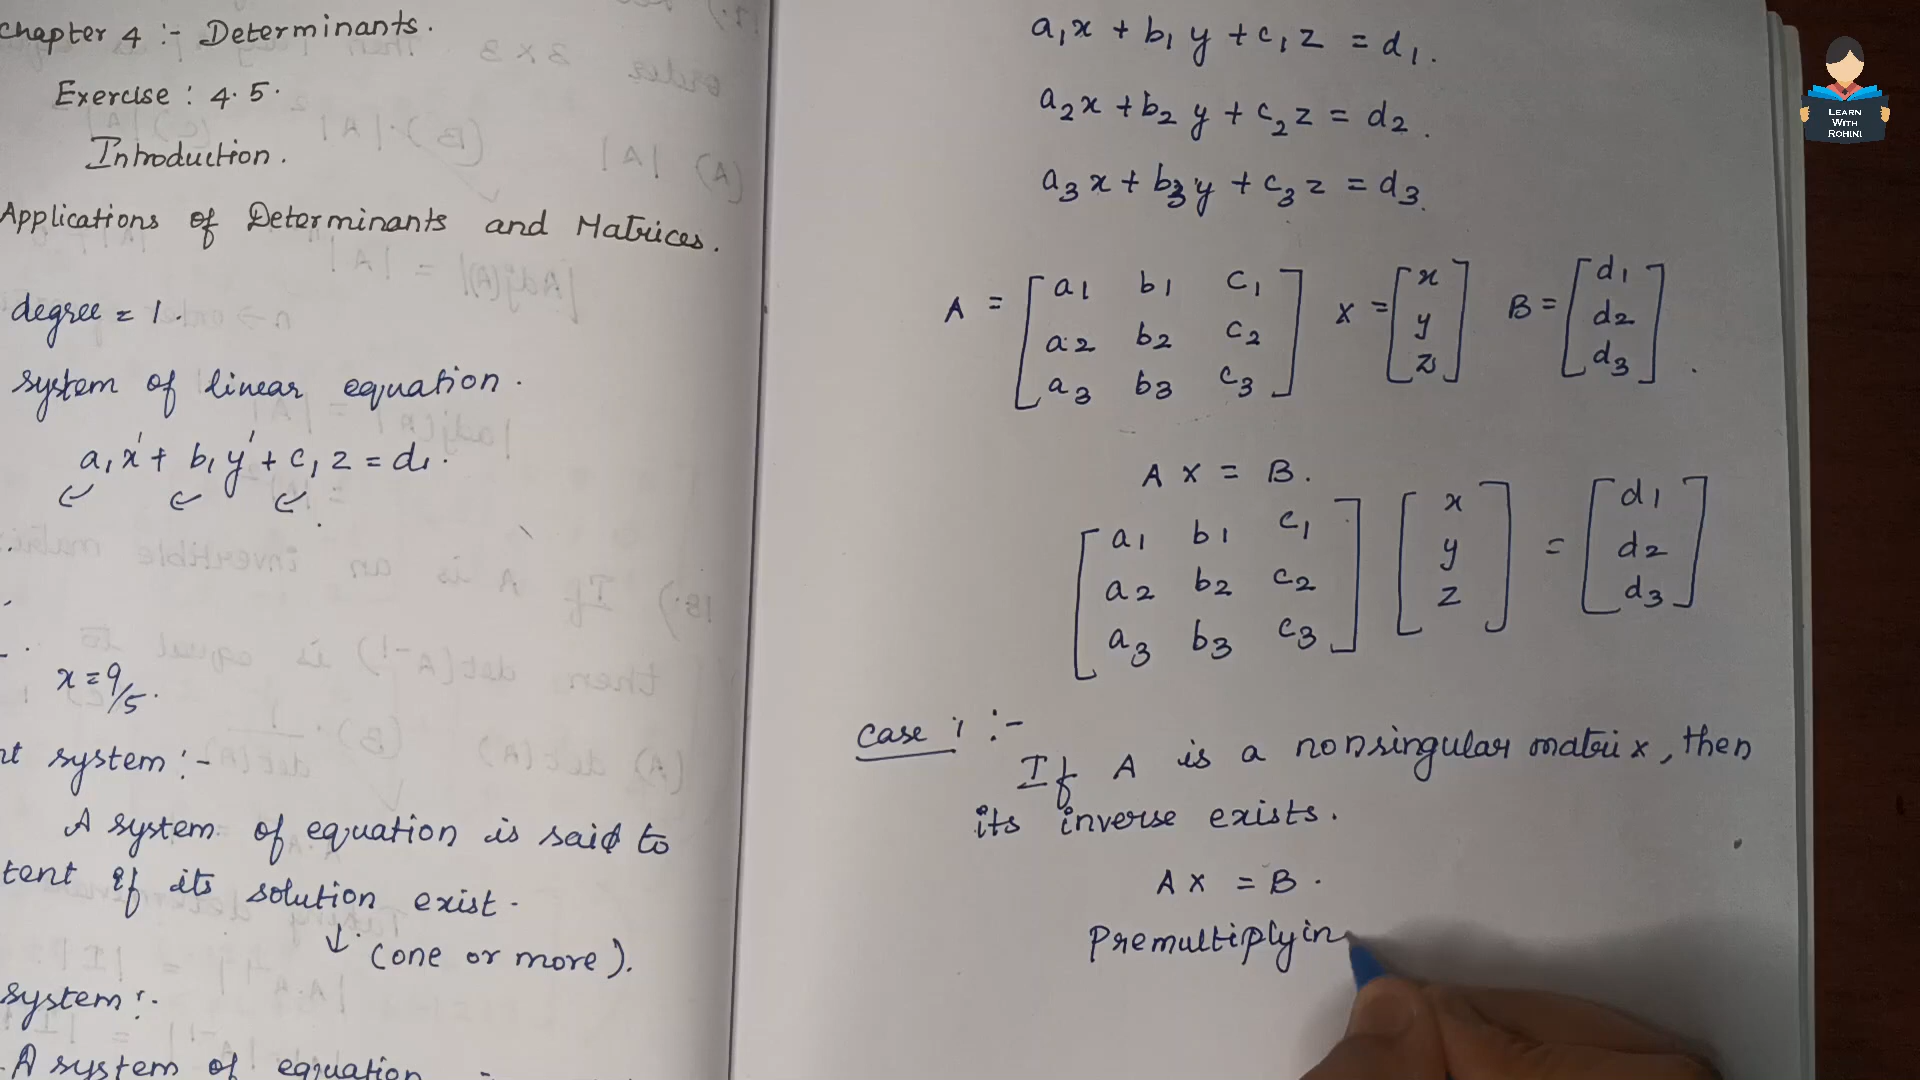 Chapter 4 :- Determinants.
Exercise : 4.5.
Introduction.
Applications of Determinants and Matrices.
degree = 1.
system of linear equation.
a₁x¹ + b₁y¹ + c₁z = d₁.
x = 9/5.
nt system :-
A system of equation is said to
tent if its solution exist.
↓ (one or more).
system :-
A system of equation
a₁x + b₁y + c₁z = d₁.
a₂x + b₂y + c₂z = d₂.
a₃x + b₃y + c₃z = d₃.
A = [a₁ b₁ c₁ X = [x B = [d₁
a₂ b₂ c₂ y d₂
a₃ b₃ c₃] z] d₃].
AX = B.
[a₁ b₁ c₁ [x = [d₁
a₂ b₂ c₂ y d₂
a₃ b₃ c₃] z] d₃]
Case 1 :-
If A is a nonsingular matrix, then
its inverse exists.
AX = B.
Premultiplyin
LEARN
WITH
ROHINI